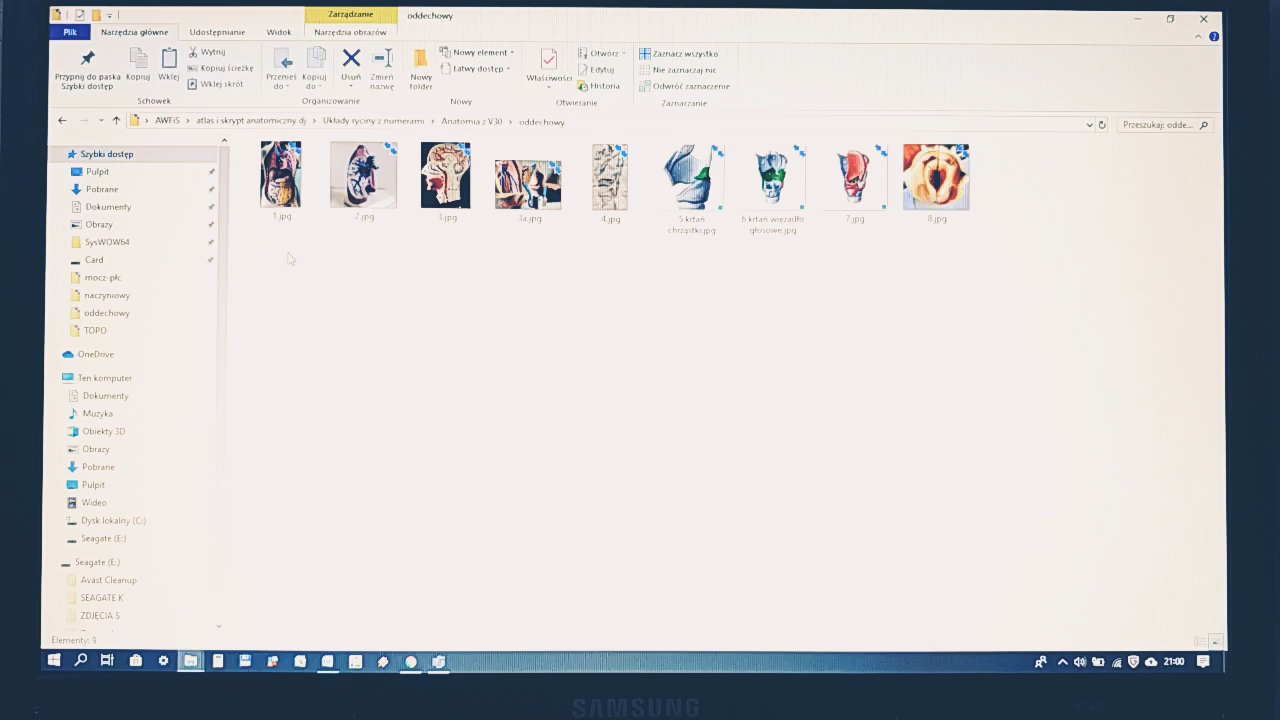 Zarządzanie
oddechowy
Plik
Narzędzia główne
Udostępnianie
Widok
Narzędzia obrazów
Przypnij do paska
Szybki dostęp
Kopiuj
Wklej
Wytnij
Kopiuj ścieżkę
Wklej skrót
Schowek
Przenieś
do
Kopiuj
do
Usuń
Zmień
nazwę
Organizowanie
Nowy
folder
Nowy element
Łatwy dostęp
Nowy
Właściwości
Otwórz
Edytuj
Historia
Otwieranie
Zaznacz wszystko
Nie zaznaczaj nic
Odwróć zaznaczenie
Zaznaczanie
AWFiS > atlas i skrypt anatomiczny dj > Układy ryciny z numerami > Anatomia z V30 > oddechowy
Przeszukaj: odde...
Szybki dostęp
Pulpit
Pobrane
Dokumenty
Obrazy
SysWOW64
Card
mocz-płc
naczyniowy
oddechowy
TOPO
OneDrive
Ten komputer
Dokumenty
Muzyka
Obiekty 3D
Obrazy
Pobrane
Pulpit
Wideo
Dysk lokalny (C:)
Seagate (E:)
Seagate (E:)
Avast Cleanup
SEAGATE K
ZDJĘCIA S
1.jpg
2.jpg
3.jpg
3a.jpg
4.jpg
5 krtań
chrząstki.jpg
6 krtań więzadło
głosowe.jpg
7.jpg
8.jpg
Elementy: 9
21:00
SAMSUNG